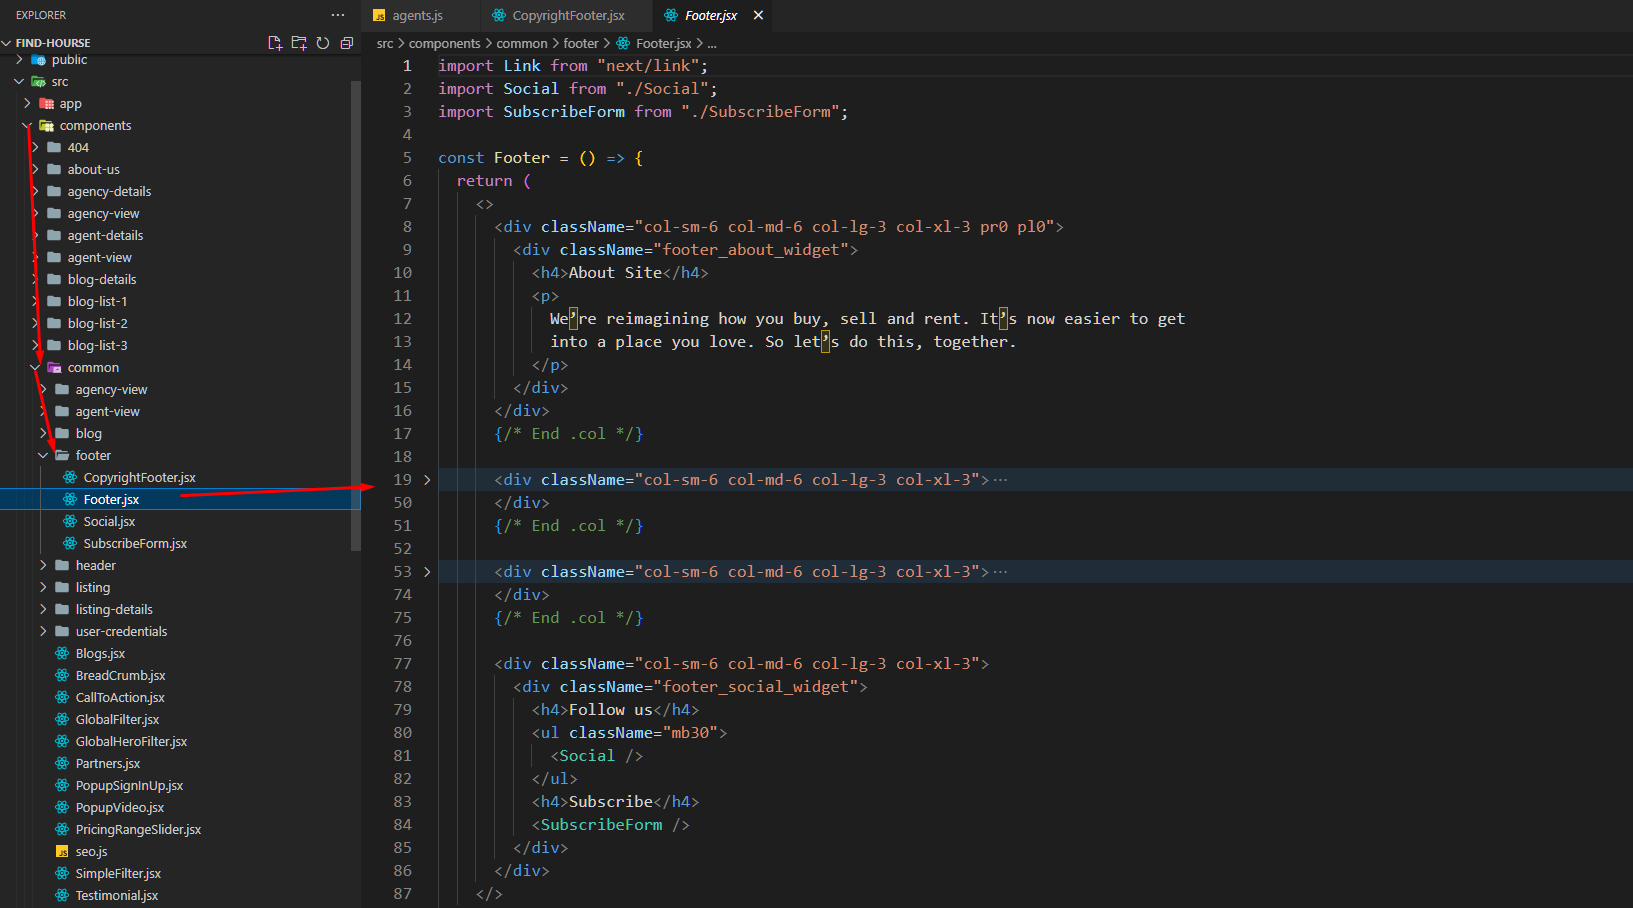 EXPLORER
FIND-HOURSE
public
src
app
components
404
about-us
agency-details
agency-view
agent-details
agent-view
blog-details
blog-list-1
blog-list-2
blog-list-3
common
agency-view
agent-view
blog
footer
CopyrightFooter.jsx
Footer.jsx
Social.jsx
SubscribeForm.jsx
header
listing
listing-details
user-credentials
Blogs.jsx
BreadCrumb.jsx
CallToAction.jsx
GlobalFilter.jsx
GlobalHeroFilter.jsx
Partners.jsx
PopupSignInUp.jsx
PopupVideo.jsx
PricingRangeSlider.jsx
JS seo.js
SimpleFilter.jsx
Testimonial.jsx
JS agents.js CopyrightFooter.jsx Footer.jsx
src > components > common > footer > Footer.jsx > ...
1 import Link from "next/link";
2 import Social from "./Social";
3 import SubscribeForm from "./SubscribeForm";
4
5 const Footer = () => {
6 return (
7 <>
8 <div className="col-sm-6 col-md-6 col-lg-3 col-xl-3 pr0 pl0">
9 <div className="footer_about_widget">
10 <h4>About Site</h4>
11 <p>
12 We’re reimagining how you buy, sell and rent. It’s now easier to get
13 into a place you love. So let’s do this, together.
14 </p>
15 </div>
16 </div>
17 {/* End .col */}
18
19 <div className="col-sm-6 col-md-6 col-lg-3 col-xl-3">···
50 </div>
51 {/* End .col */}
52
53 <div className="col-sm-6 col-md-6 col-lg-3 col-xl-3">···
74 </div>
75 {/* End .col */}
76
77 <div className="col-sm-6 col-md-6 col-lg-3 col-xl-3">
78 <div className="footer_social_widget">
79 <h4>Follow us</h4>
80 <ul className="mb30">
81 <Social />
82 </ul>
83 <h4>Subscribe</h4>
84 <SubscribeForm />
85 </div>
86 </div>
87 </>